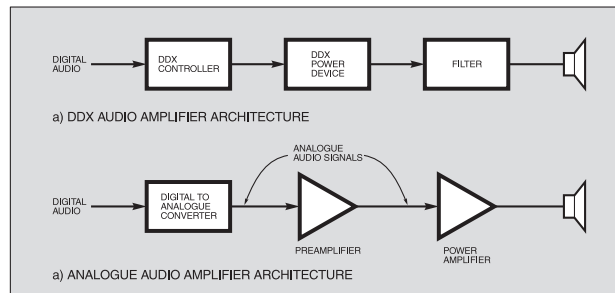 DIGITAL
AUDIO
DDX
CONTROLLER
DDX
POWER
DEVICE
FILTER
a) DDX AUDIO AMPLIFIER ARCHITECTURE
ANALOGUE
AUDIO SIGNALS
DIGITAL
AUDIO
DIGITAL TO
ANALOGUE
CONVERTER
PREAMPLIFIER
POWER
AMPLIFIER
a) ANALOGUE AUDIO AMPLIFIER ARCHITECTURE